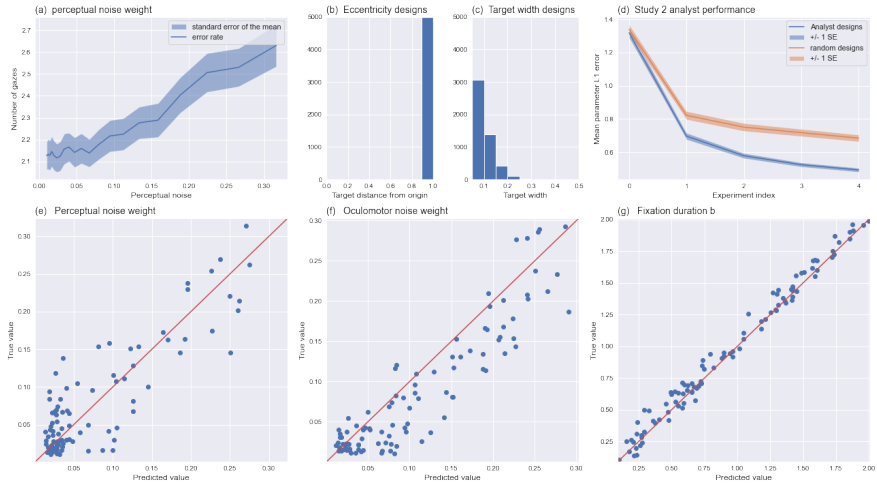 (a) perceptual noise weight
2.7
2.6
2.5
2.4
2.3
2.2
2.1
0.00 0.05 0.10 0.15 0.20 0.25 0.30
Number of gazes
Perceptual noise
standard error of the mean
error rate
(b) Eccentricity designs
5000
4000
3000
2000
1000
0
0.0 0.2 0.4 0.6 0.8 1.0
Target distance from origin
(c) Target width designs
5000
4000
3000
2000
1000
0
0.1 0.2 0.3 0.4 0.5
Target width
(d) Study 2 analyst performance
1.4
1.2
1.0
0.8
0.6
0 1 2 3 4
Mean parameter L1 error
Experiment index
Analyst designs
+/- 1 SE
random designs
+/- 1 SE
(e) Perceptual noise weight
0.30
0.25
0.20
0.15
0.10
0.05
0.05 0.10 0.15 0.20 0.25 0.30
True value
Predicted value
(f) Oculomotor noise weight
0.30
0.25
0.20
0.15
0.10
0.05
0.05 0.10 0.15 0.20 0.25 0.30
True value
Predicted value
(g) Fixation duration b
2.00
1.75
1.50
1.25
1.00
0.75
0.50
0.25
0.25 0.50 0.75 1.00 1.25 1.50 1.75 2.00
True value
Predicted value